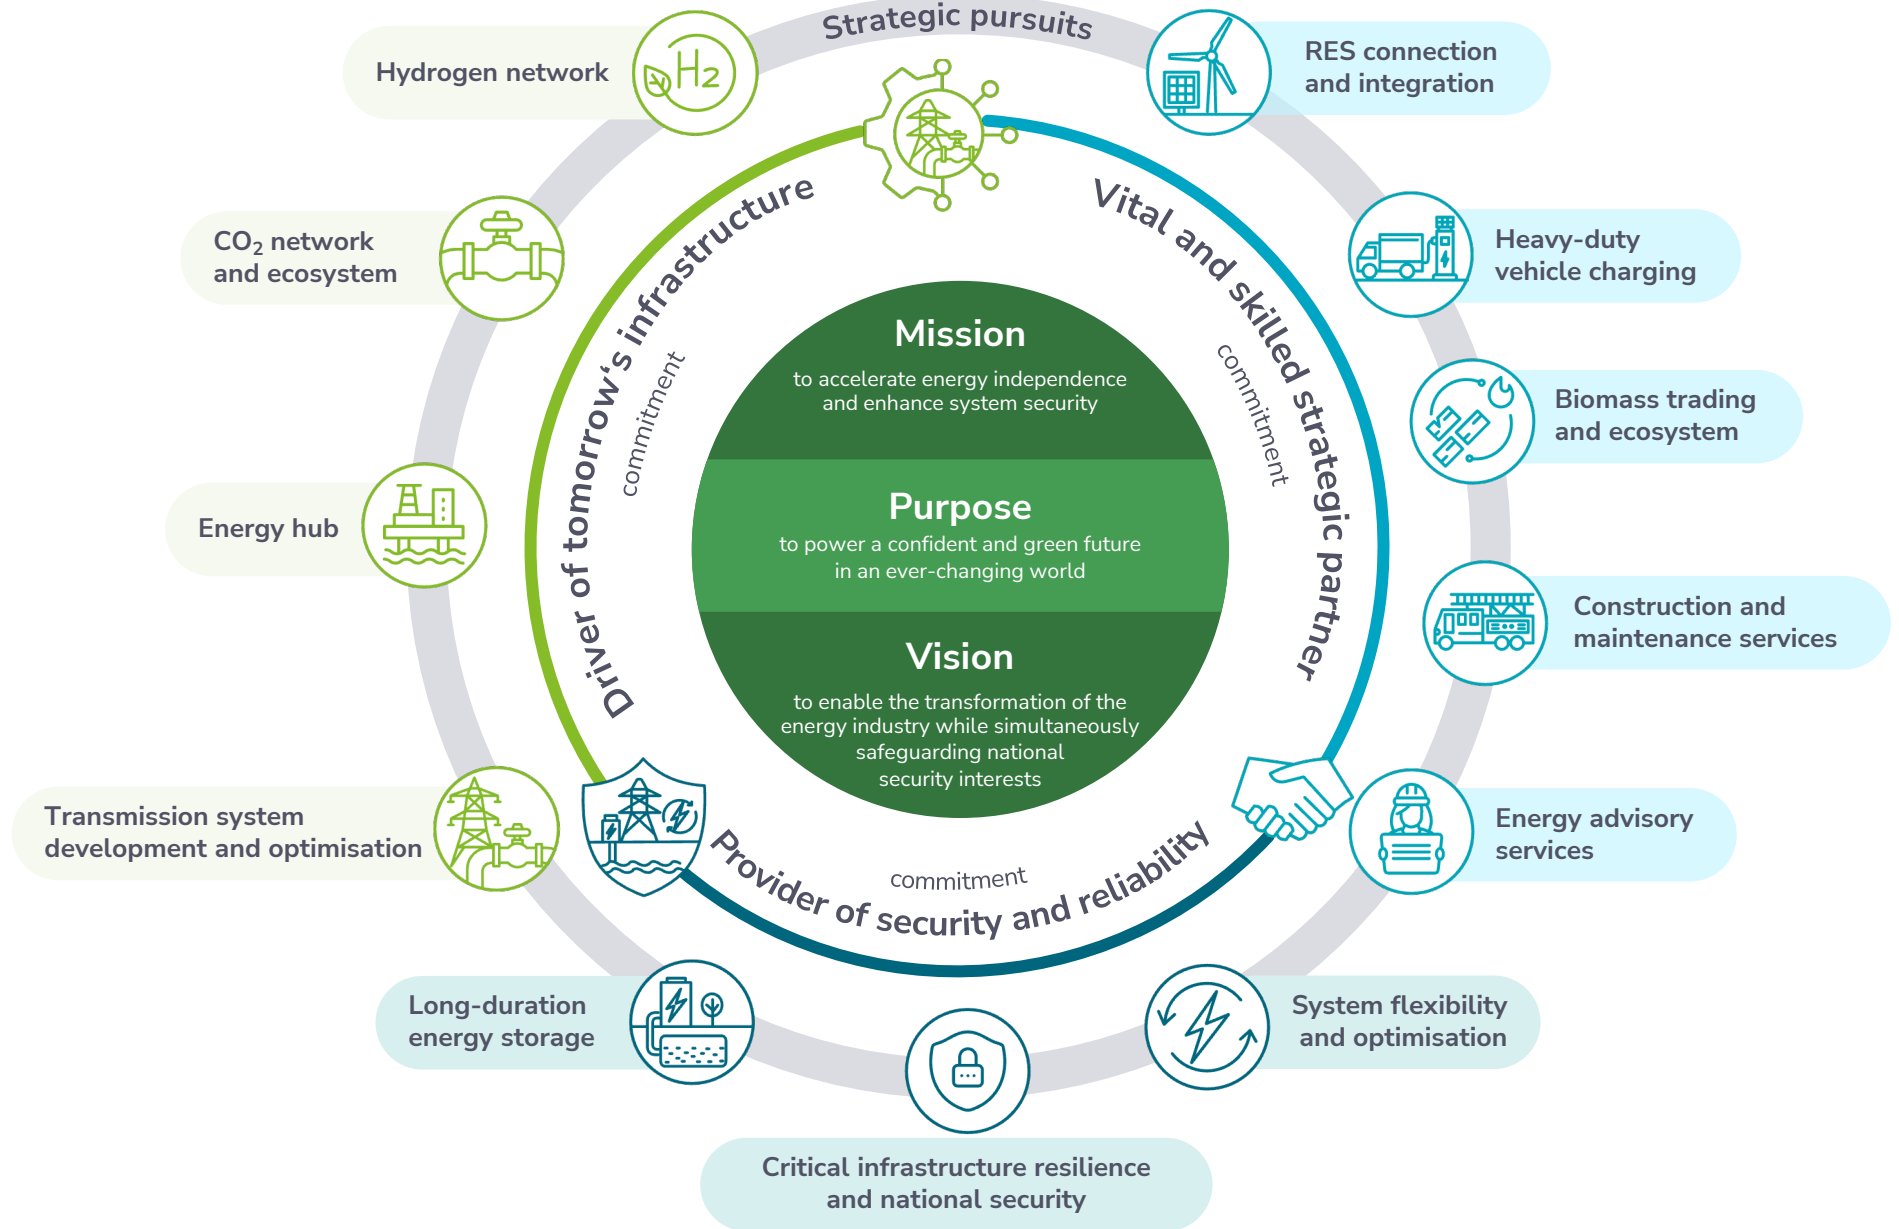 Strategic pursuits
Hydrogen network
H2
RES connection
and integration
CO₂ network
and ecosystem
Heavy-duty
vehicle charging
Energy hub
Biomass trading
and ecosystem
Transmission system
development and optimisation
Construction and
maintenance services
Energy advisory
services
Long-duration
energy storage
System flexibility
and optimisation
Critical infrastructure resilience
and national security
Driver of tomorrow‘s infrastructure
commitment
Vital and skilled strategic partner
commitment
Provider of security and reliability
commitment
Mission
to accelerate energy independence
and enhance system security
Purpose
to power a confident and green future
in an ever-changing world
Vision
to enable the transformation of the
energy industry while simultaneously
safeguarding national
security interests